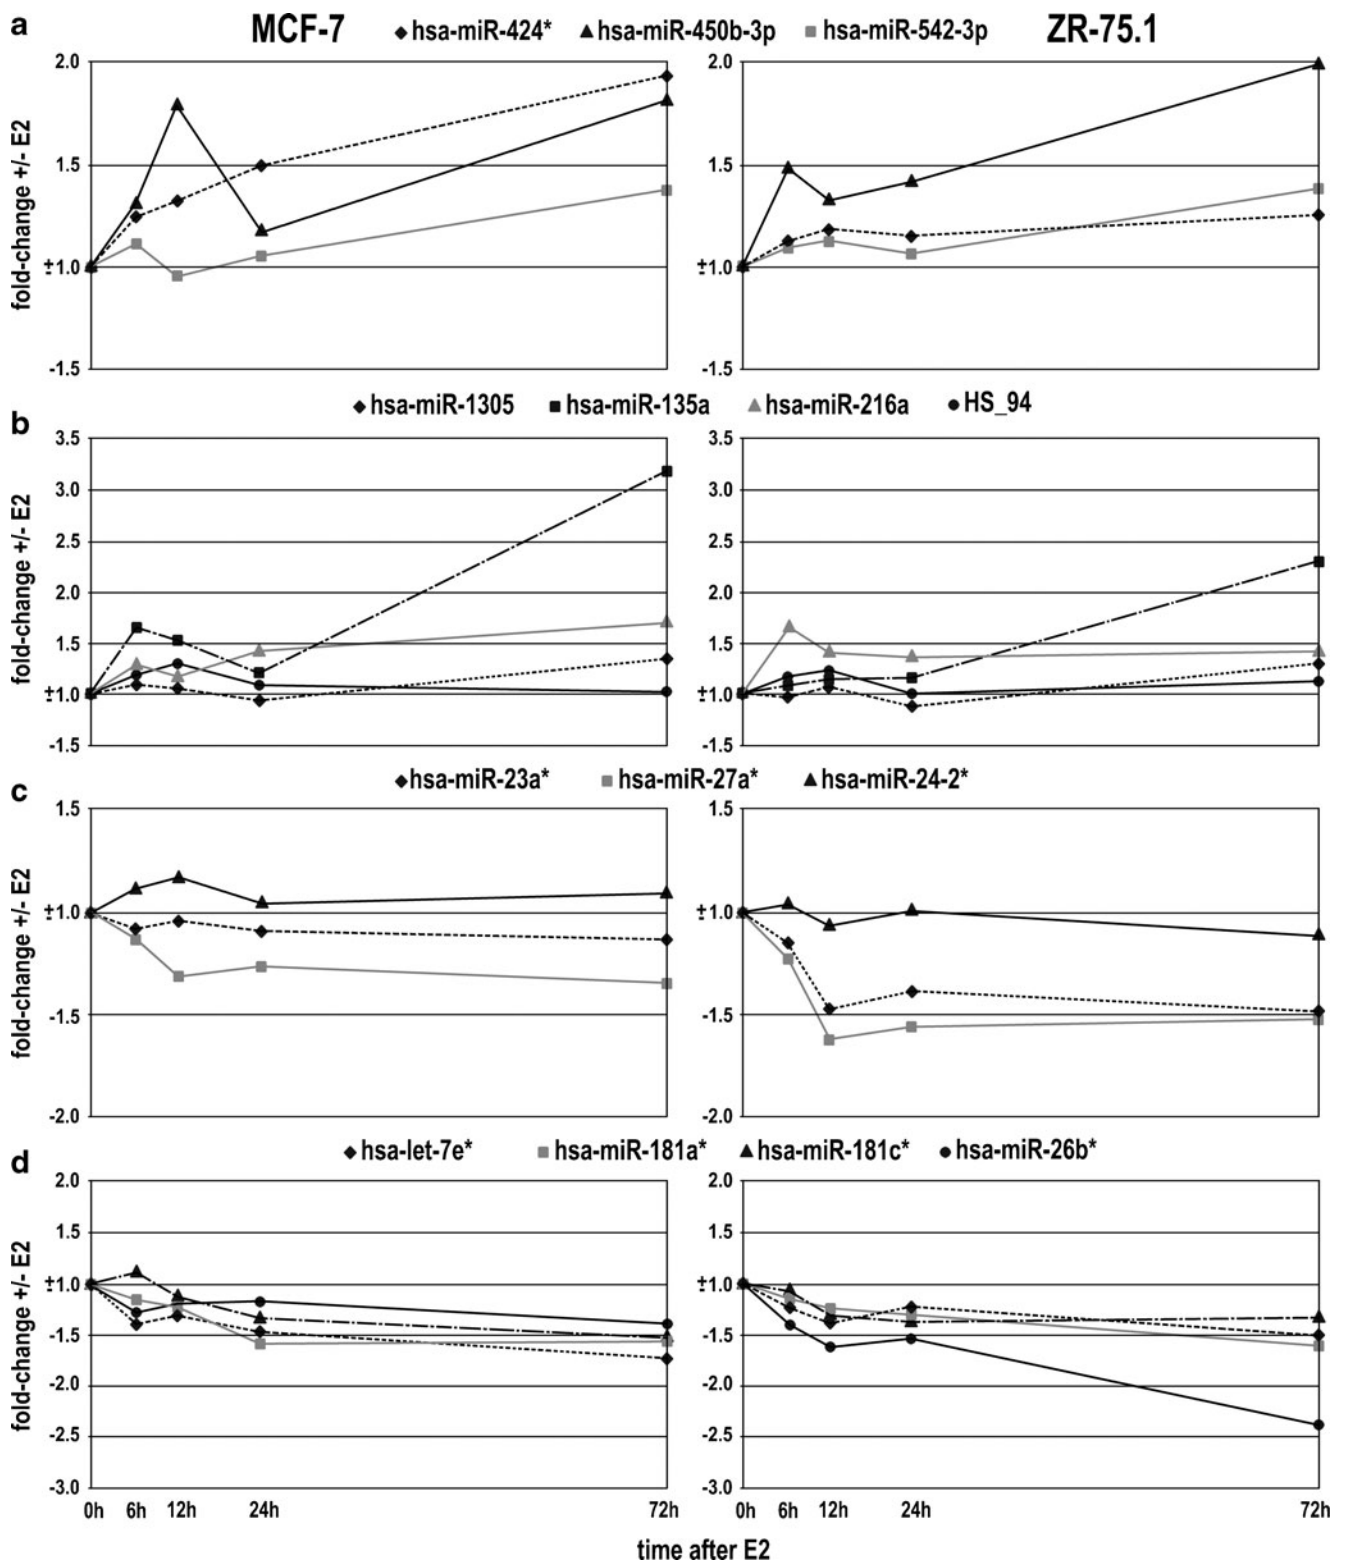 a MCF-7 hsa-miR-424* hsa-miR-450b-3p hsa-miR-542-3p ZR-75.1
fold-change +/- E2
2.0 2.0
1.5 1.5
±1.0 ±1.0
-1.5 -1.5
hsa-miR-1305 hsa-miR-135a hsa-miR-216a HS_94
b
fold-change +/- E2
3.5 3.5
3.0 3.0
2.5 2.5
2.0 2.0
1.5 1.5
±1.0 ±1.0
-1.5 -1.5
hsa-miR-23a* hsa-miR-27a* hsa-miR-24-2*
c
fold-change +/- E2
1.5 1.5
±1.0 ±1.0
-1.5 -1.5
-2.0 -2.0
hsa-let-7e* hsa-miR-181a* hsa-miR-181c* hsa-miR-26b*
d
fold-change +/- E2
2.0 2.0
1.5 1.5
±1.0 ±1.0
-1.5 -1.5
-2.0 -2.0
-2.5 -2.5
-3.0 -3.0
0h 6h 12h 24h 72h 0h 6h 12h 24h 72h
time after E2